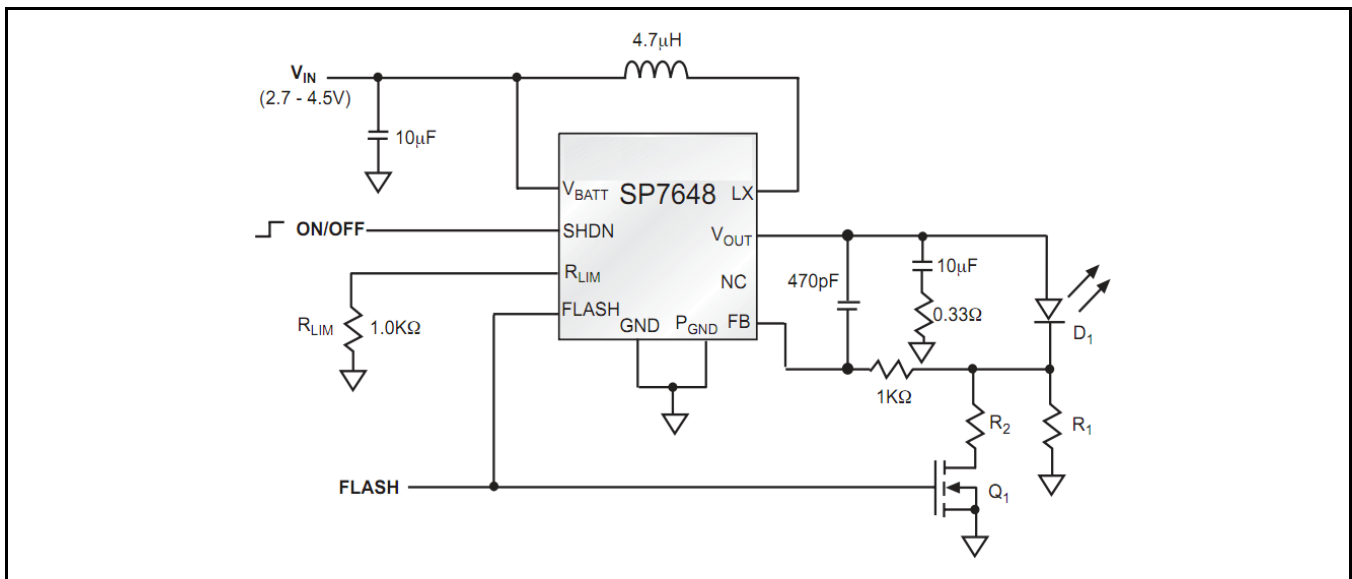 4.7μH
VIN
(2.7 - 4.5V)
10μF
VBATT SP7648 LX
ON/OFF SHDN
VOUT
RLIM
NC
470pF
10μF
0.33Ω
D1
RLIM 1.0KΩ
FLASH
GND PGND FB
1KΩ
R2
R1
FLASH
Q1